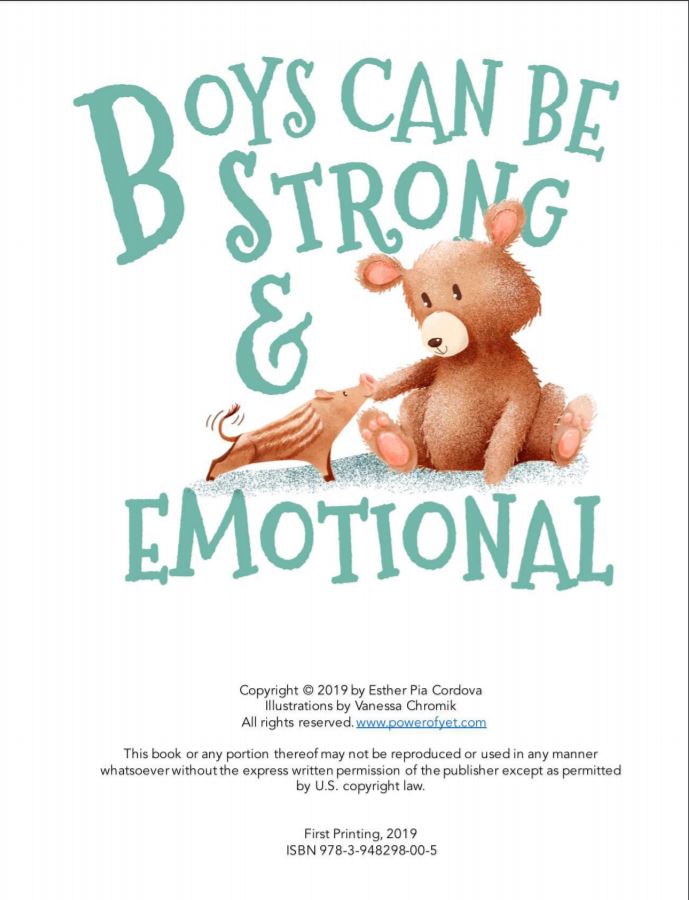 BOYS CAN BE
STRONG
&
EMOTIONAL
Copyright © 2019 by Esther Pia Cordova
Illustrations by Vanessa Chromik
All rights reserved. www.powerofyet.com
This book or any portion thereof may not be reproduced or used in any manner
whatsoever without the express written permission of the publisher except as permitted
by U.S. copyright law.
First Printing, 2019
ISBN 978-3-948298-00-5